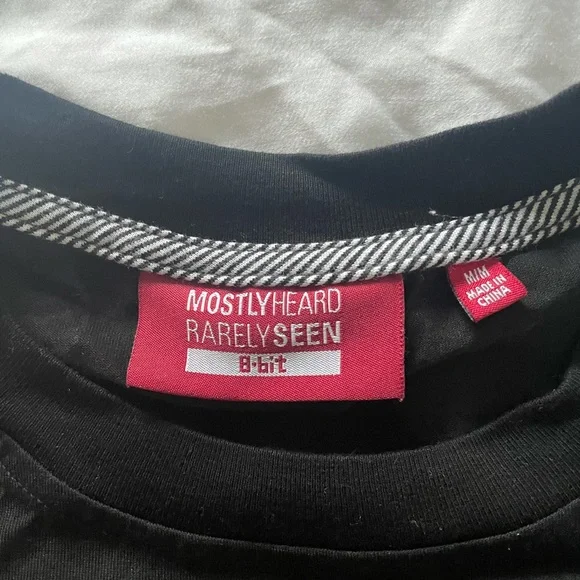 MOSTLYHEARD
RARELYSEEN
8·bit
M/M
MADE IN
CHINA